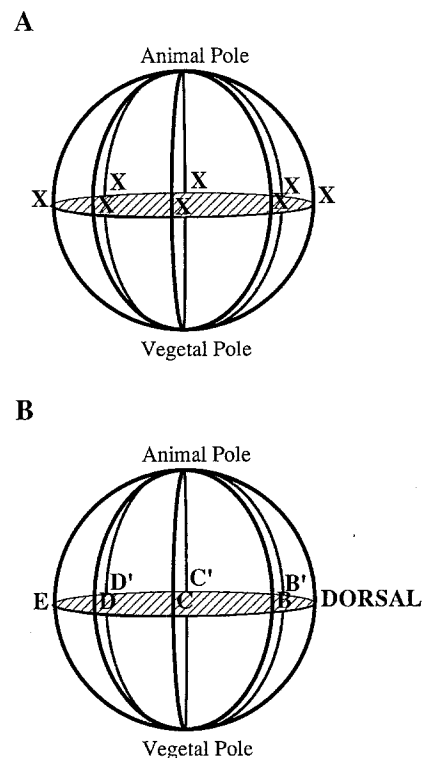 A
Animal Pole
X X X
X X X X X
Vegetal Pole
B
Animal Pole
D' C' B'
E D C B DORSAL
Vegetal Pole